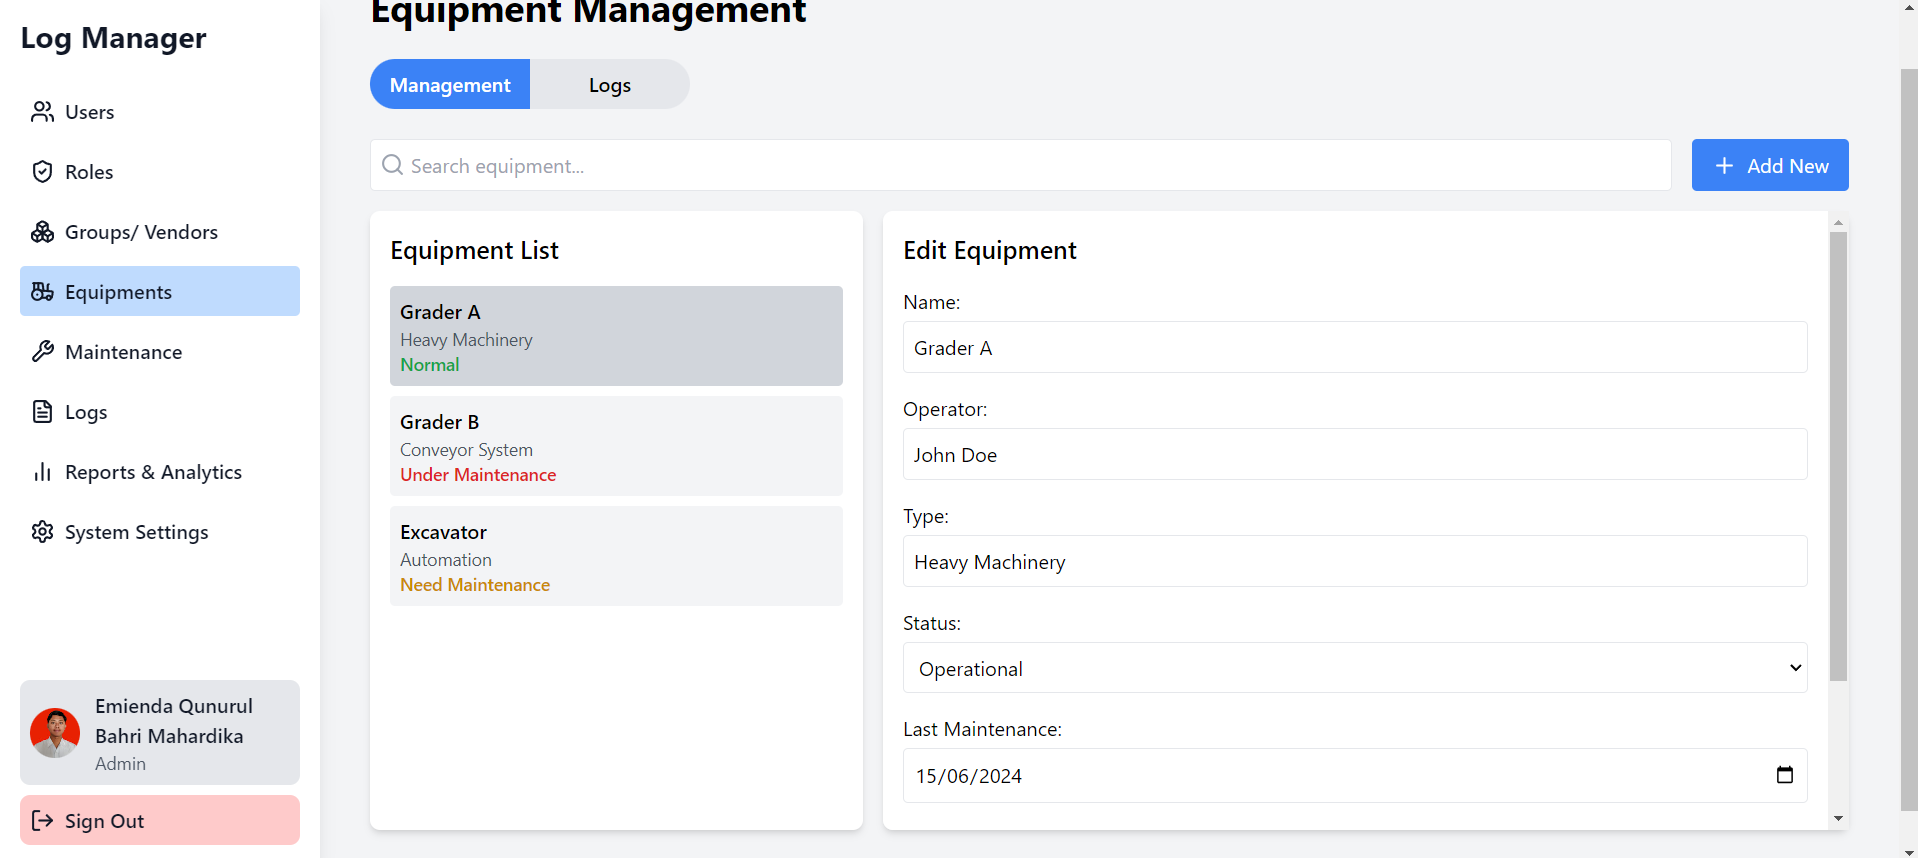 Log Manager
Users
Roles
Groups/ Vendors
Equipments
Maintenance
Logs
Reports & Analytics
System Settings
Emienda Qunurul
Bahri Mahardika
Admin
Sign Out
Equipment Management
Management
Logs
Search equipment...
Add New
Equipment List
Grader A
Heavy Machinery
Normal
Grader B
Conveyor System
Under Maintenance
Excavator
Automation
Need Maintenance
Edit Equipment
Name:
Grader A
Operator:
John Doe
Type:
Heavy Machinery
Status:
Operational
Last Maintenance:
15/06/2024